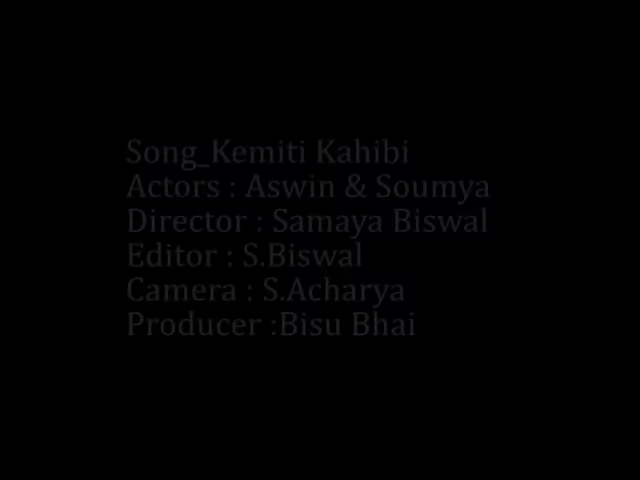 Song_Kemiti Kahibi
Actors : Aswin & Soumya
Director : Samaya Biswal
Editor : S.Biswal
Camera : S.Acharya
Producer :Bisu Bhai